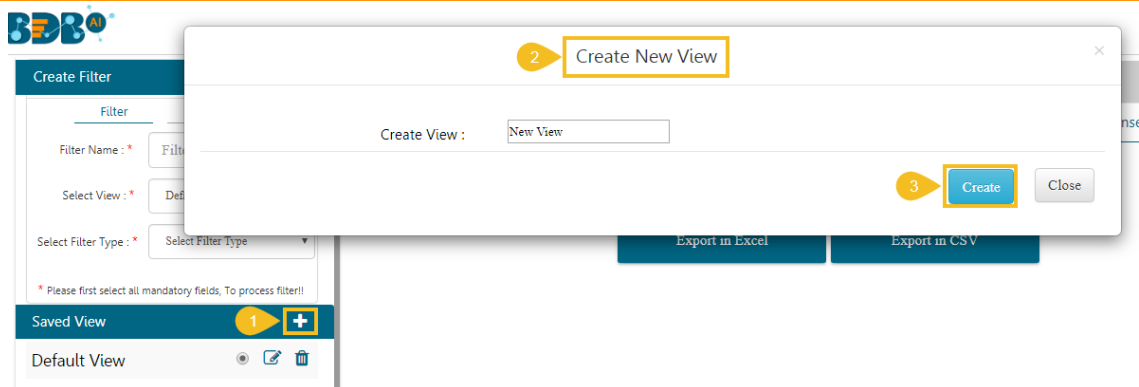 BDB AI
2 Create New View ×
Create Filter
Filter
Create View :
New View
Filter Name : *
Select View : *
3
Create
Close
Select Filter Type : *
Select Filter Type
Export in Excel
Export in CSV
* Please first select all mandatory fields, To process filter!!
Saved View
1
+
Default View